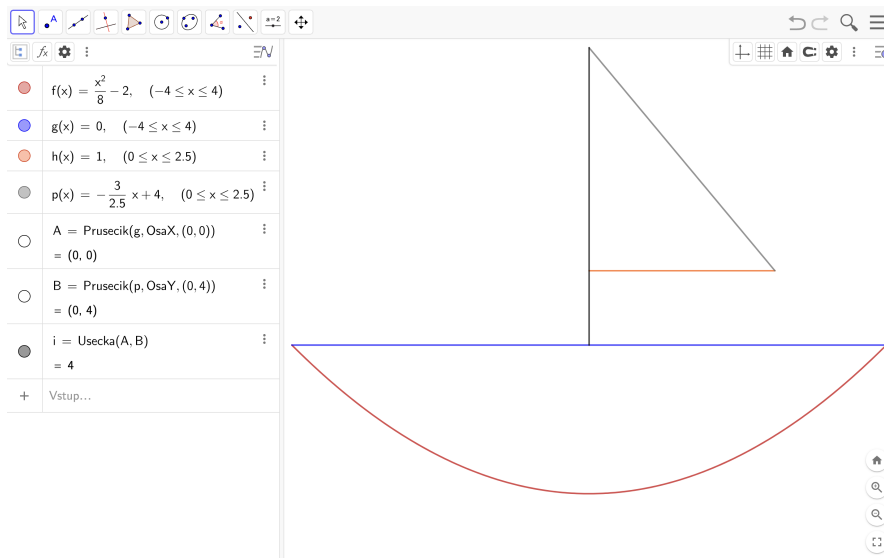 A
a=2
fx
f(x) = x²/8 − 2, (−4 ≤ x ≤ 4)
g(x) = 0, (−4 ≤ x ≤ 4)
h(x) = 1, (0 ≤ x ≤ 2.5)
p(x) = −3/2.5 x + 4, (0 ≤ x ≤ 2.5)
A = Prusecik(g, OsaX, (0, 0))
= (0, 0)
B = Prusecik(p, OsaY, (0, 4))
= (0, 4)
i = Usecka(A, B)
= 4
+ Vstup…